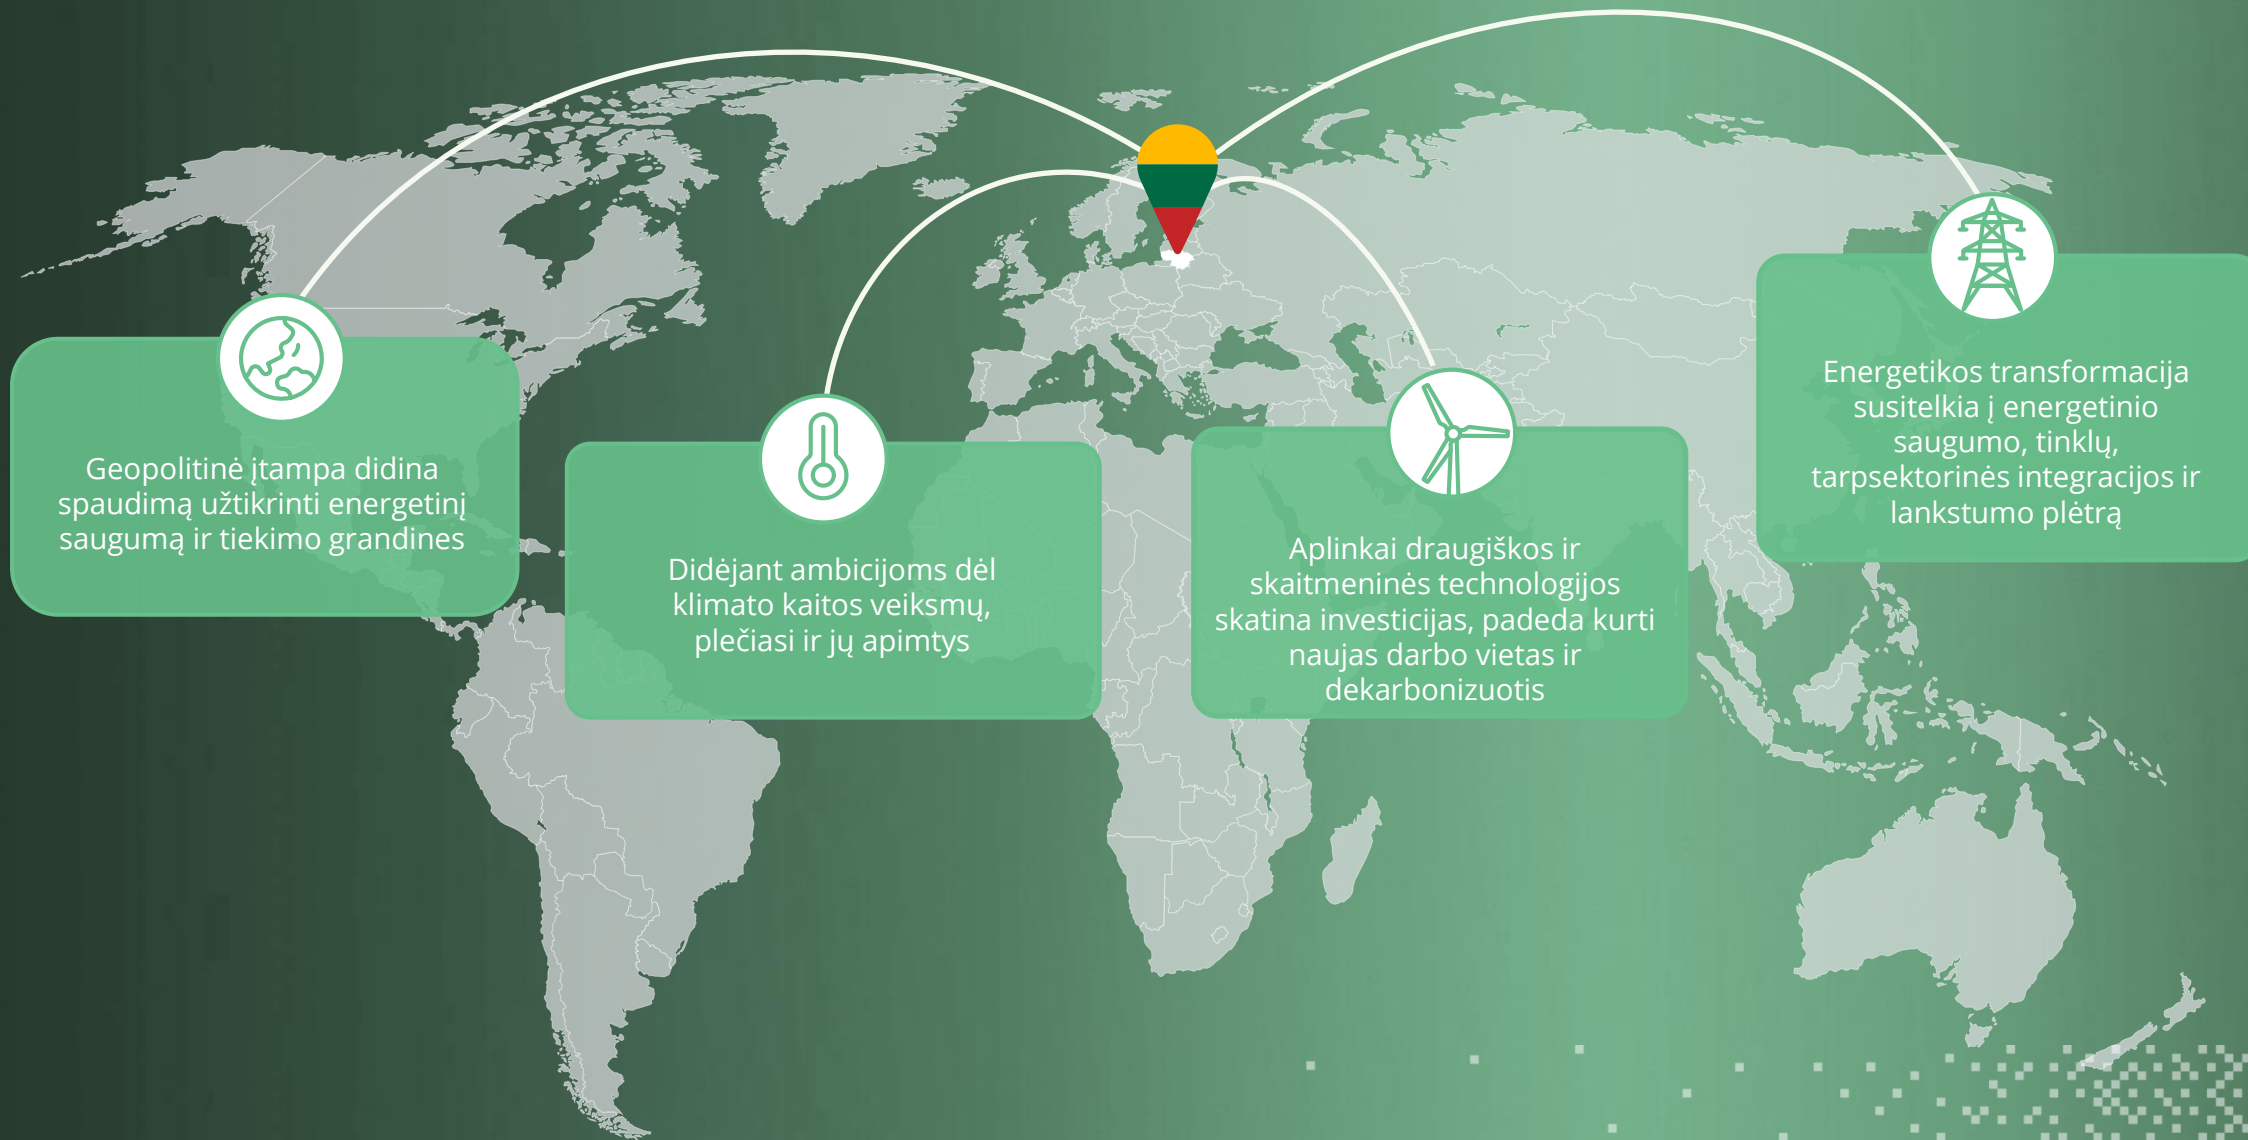 Geopolitinė įtampa didina
spaudimą užtikrinti energetinį
saugumą ir tiekimo grandines
Didėjant ambicijoms dėl
klimato kaitos veiksmų,
plečiasi ir jų apimtys
Aplinkai draugiškos ir
skaitmeninės technologijos
skatina investicijas, padeda kurti
naujas darbo vietas ir
dekarbonizuotis
Energetikos transformacija
susitelkia į energetinio
saugumo, tinklų,
tarpsektorinės integracijos ir
lankstumo plėtrą